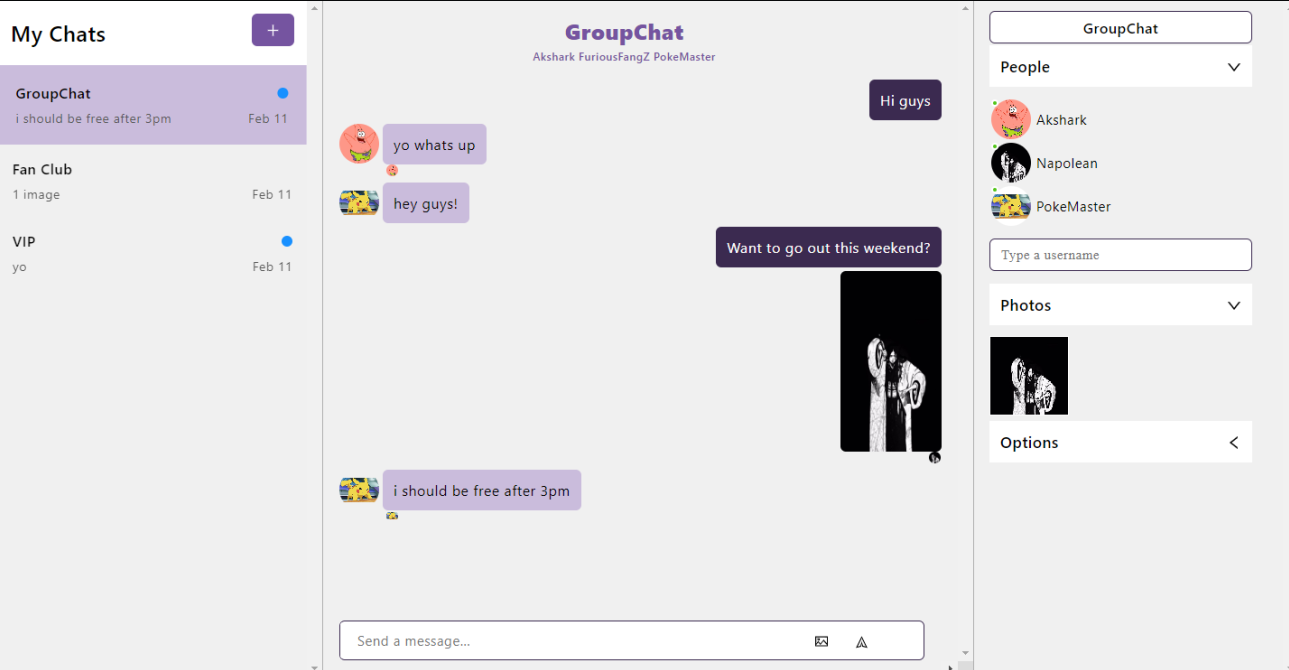 My Chats
+
GroupChat
i should be free after 3pm
Feb 11
Fan Club
1 image
Feb 11
VIP
yo
Feb 11
GroupChat
Akshark FuriousFangZ PokeMaster
Hi guys
yo whats up
hey guys!
Want to go out this weekend?
i should be free after 3pm
Send a message...
GroupChat
People
Akshark
Napolean
PokeMaster
Type a username
Photos
Options